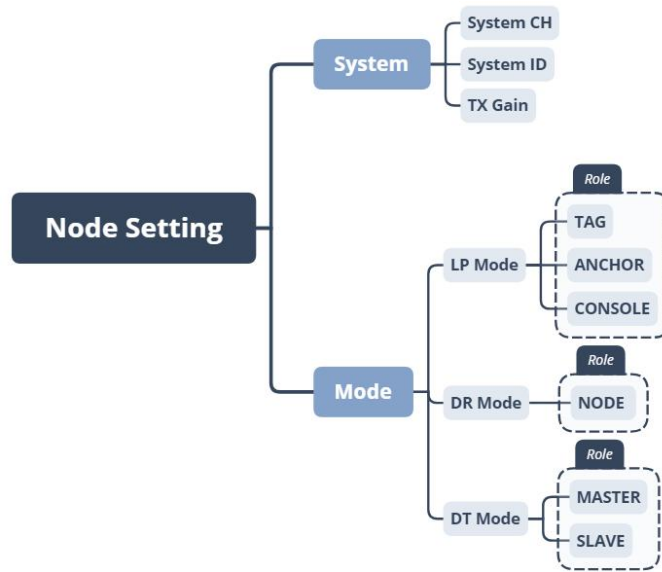 Node Setting
System
System CH
System ID
TX Gain
Mode
LP Mode
Role
TAG
ANCHOR
CONSOLE
DR Mode
Role
NODE
DT Mode
Role
MASTER
SLAVE